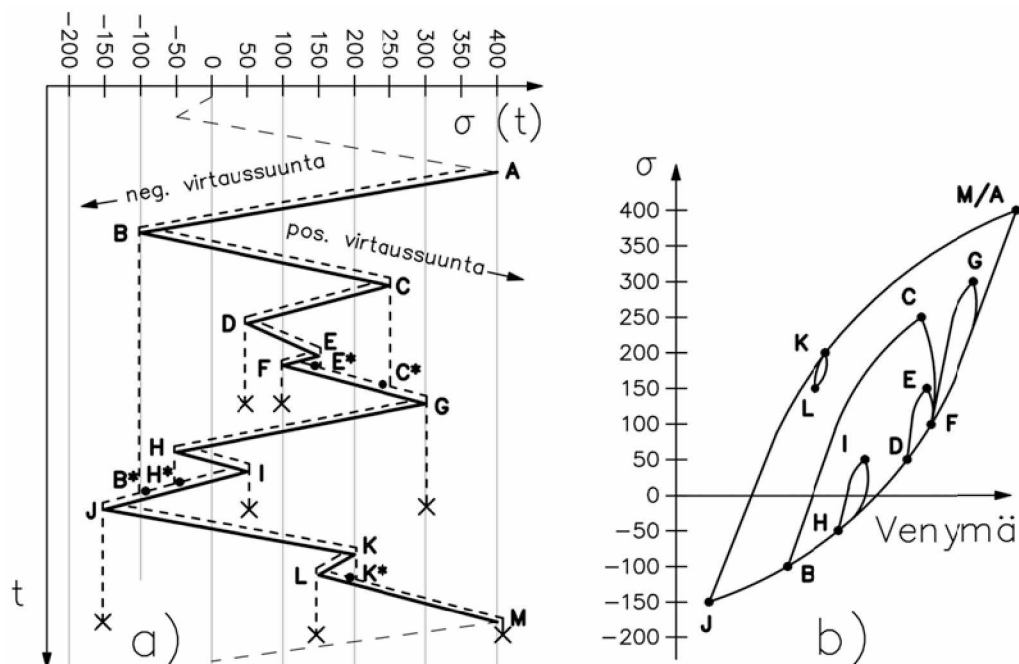 -200 -150 -100 -50 0 50 100 150 200 250 300 350 400
σ (t)
neg. virtaussuunta
A
B
pos. virtaussuunta
C
D
E
F
E*
C*
G
H
B*
H*
I
J
K
L
K*
M
t
a)
σ
M/A
400
350
300
250
200
150
100
50
0
-50
-100
-150
-200
G
C
K
E
L
F
I
D
Venymä
H
B
J
b)